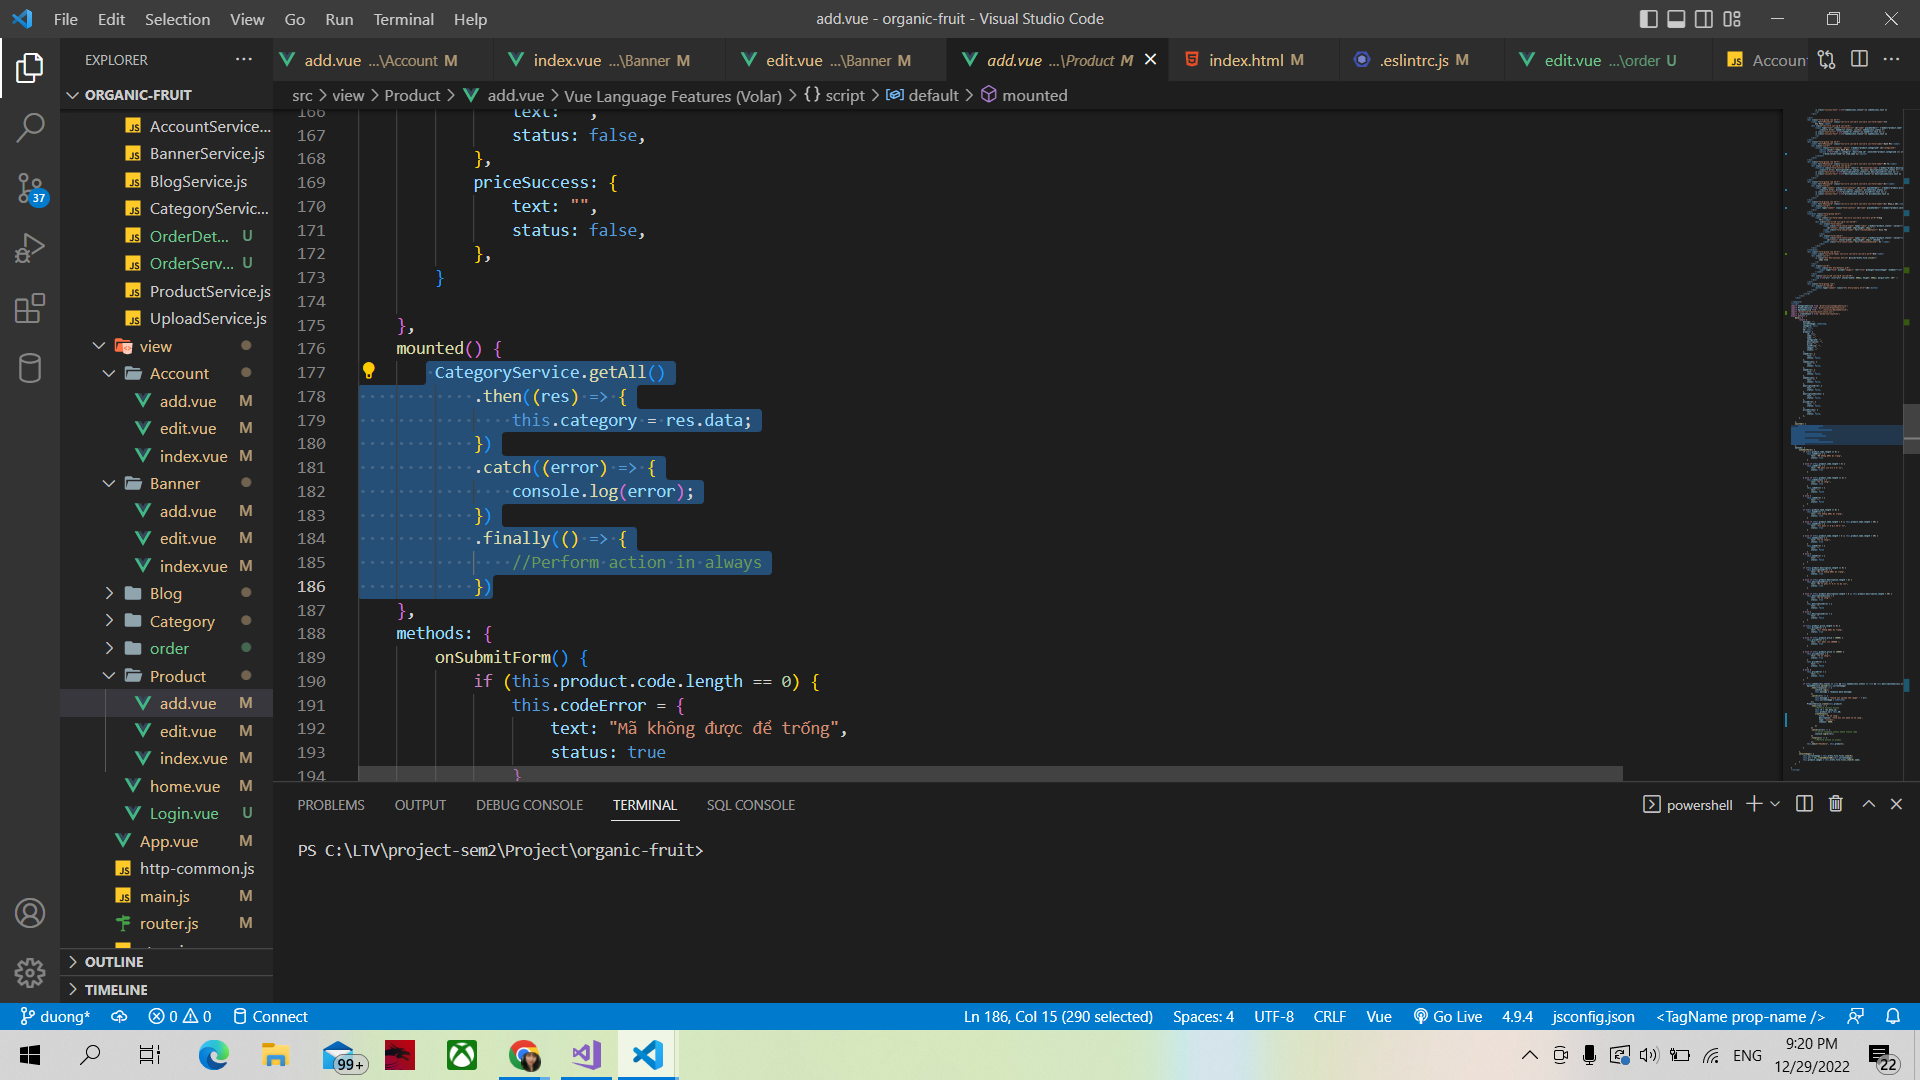 File Edit Selection View Go Run Terminal Help
add.vue - organic-fruit - Visual Studio Code
EXPLORER
add.vue ...\Account M
index.vue ...\Banner M
edit.vue ...\Banner M
add.vue ...\Product M
index.html M
.eslintrc.js M
edit.vue ...\order U
Accoun
src > view > Product > add.vue > Vue Language Features (Volar) > {} script > default > mounted
ORGANIC-FRUIT
AccountService...
BannerService.js
BlogService.js
CategoryServic...
OrderDet... U
OrderServ... U
ProductService.js
UploadService.js
view
Account
add.vue M
edit.vue M
index.vue M
Banner
add.vue M
edit.vue M
index.vue M
Blog
Category
order
Product
add.vue M
edit.vue M
index.vue M
home.vue M
Login.vue U
App.vue M
http-common.js
main.js M
router.js M
OUTLINE
TIMELINE
37
166 text: "",
167 status: false,
168 },
169 priceSuccess: {
170 text: "",
171 status: false,
172 },
173 }
174
175 },
176 mounted() {
177 CategoryService.getAll()
178 .then((res) => {
179 this.category = res.data;
180 })
181 .catch((error) => {
182 console.log(error);
183 })
184 .finally(() => {
185 //Perform action in always
186 })
187 },
188 methods: {
189 onSubmitForm() {
190 if (this.product.code.length == 0) {
191 this.codeError = {
192 text: "Mã không được để trống",
193 status: true
194 }
PROBLEMS OUTPUT DEBUG CONSOLE TERMINAL SQL CONSOLE
powershell
PS C:\LTV\project-sem2\Project\organic-fruit>
duong* 0 0 Connect
Ln 186, Col 15 (290 selected) Spaces: 4 UTF-8 CRLF Vue Go Live 4.9.4 jsconfig.json <TagName prop-name />
99+
ENG
9:20 PM
12/29/2022
22